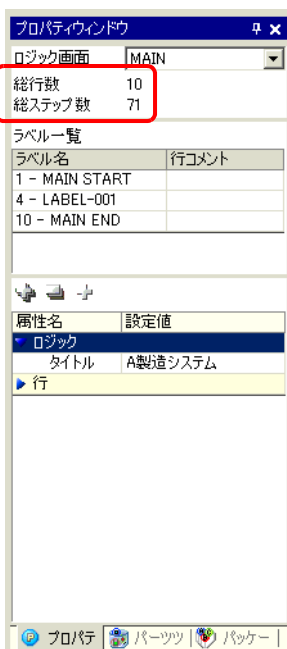 プロパティウィンドウ
ロジック画面 MAIN
総行数 10
総ステップ数 71
ラベル一覧
ラベル名 行コメント
1 - MAIN START
4 - LABEL-001
10 - MAIN END
属性名 設定値
ロジック
タイトル A製造システム
行
プロパテ パーツツ パッケー